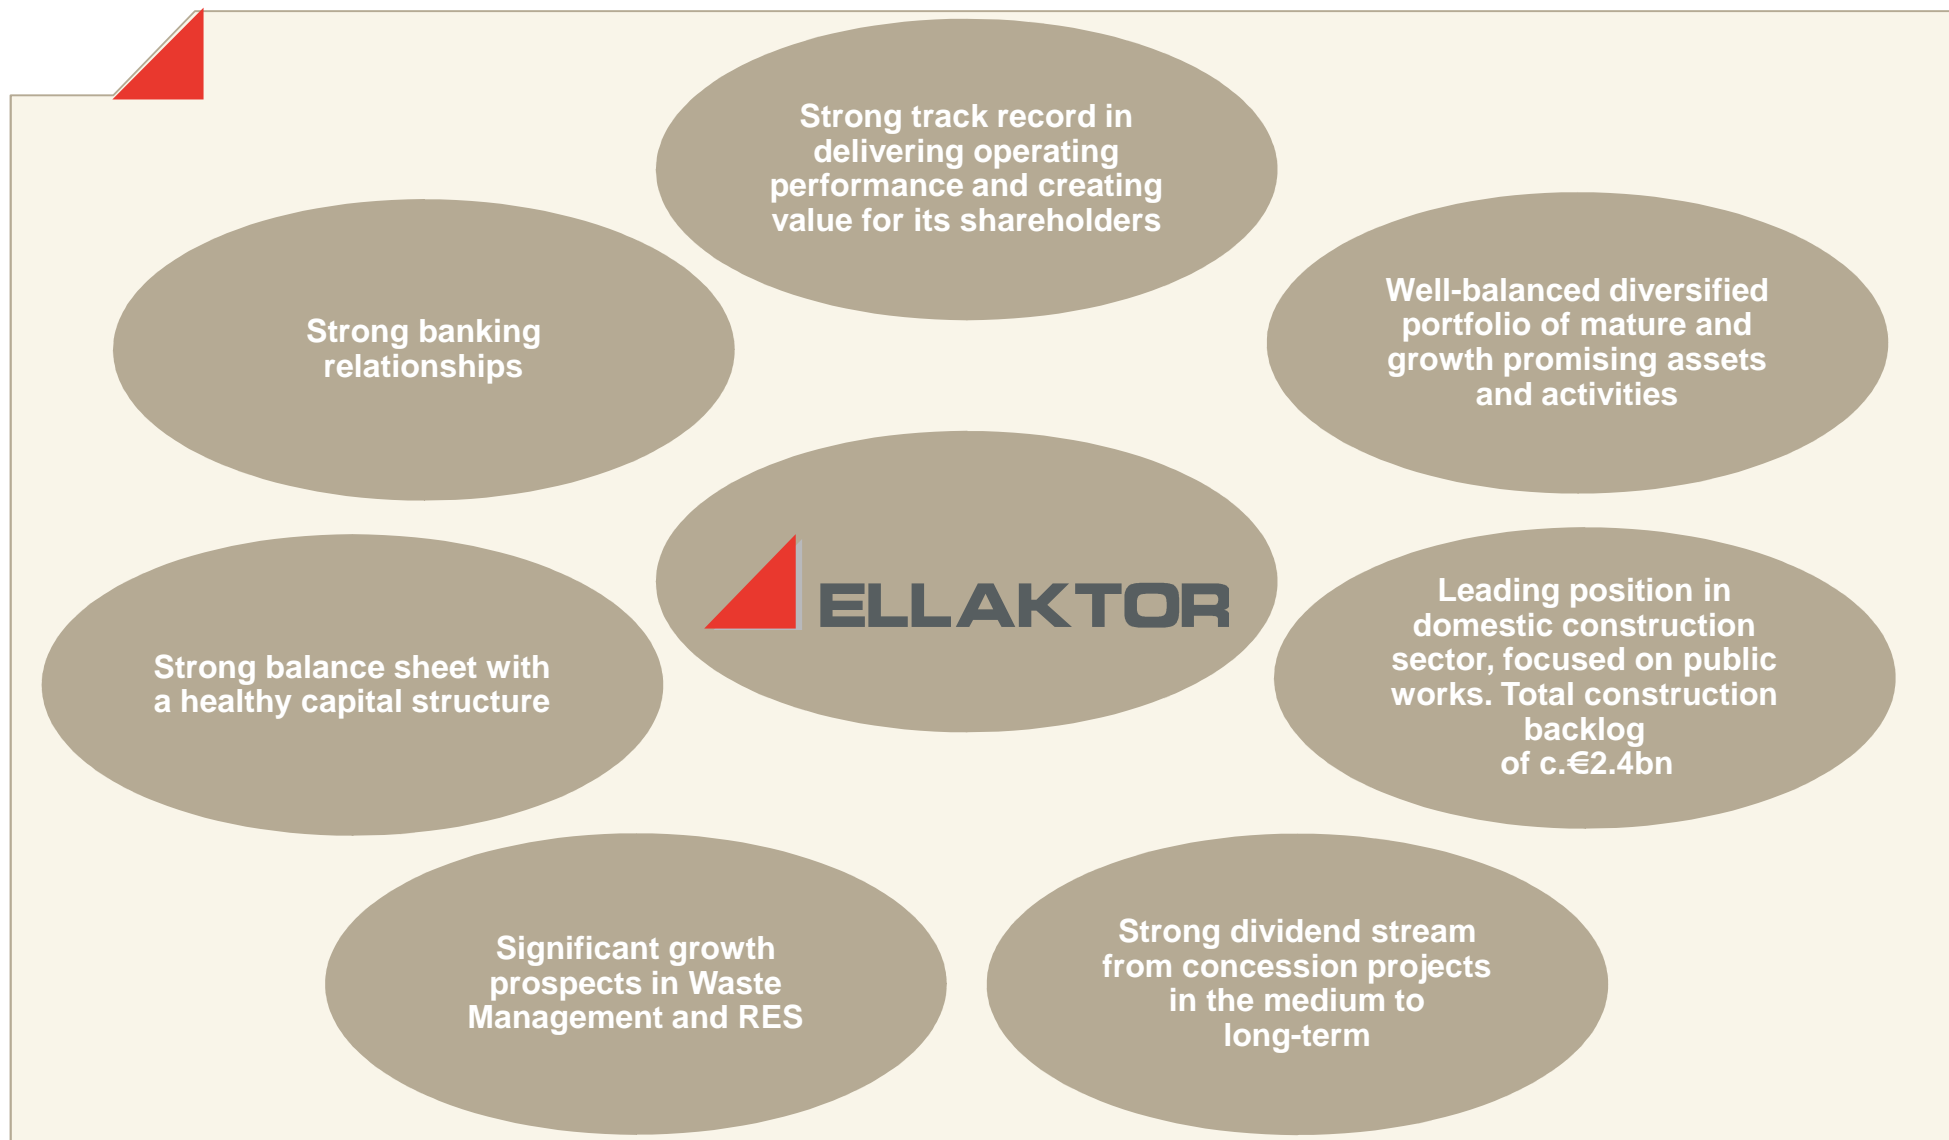 Strong track record in
delivering operating
performance and creating
value for its shareholders
Strong banking
relationships
Well-balanced diversified
portfolio of mature and
growth promising assets
and activities
ELLAKTOR
Leading position in
domestic construction
sector, focused on public
works. Total construction
backlog
of c.€2.4bn
Strong balance sheet with
a healthy capital structure
Significant growth
prospects in Waste
Management and RES
Strong dividend stream
from concession projects
in the medium to
long-term